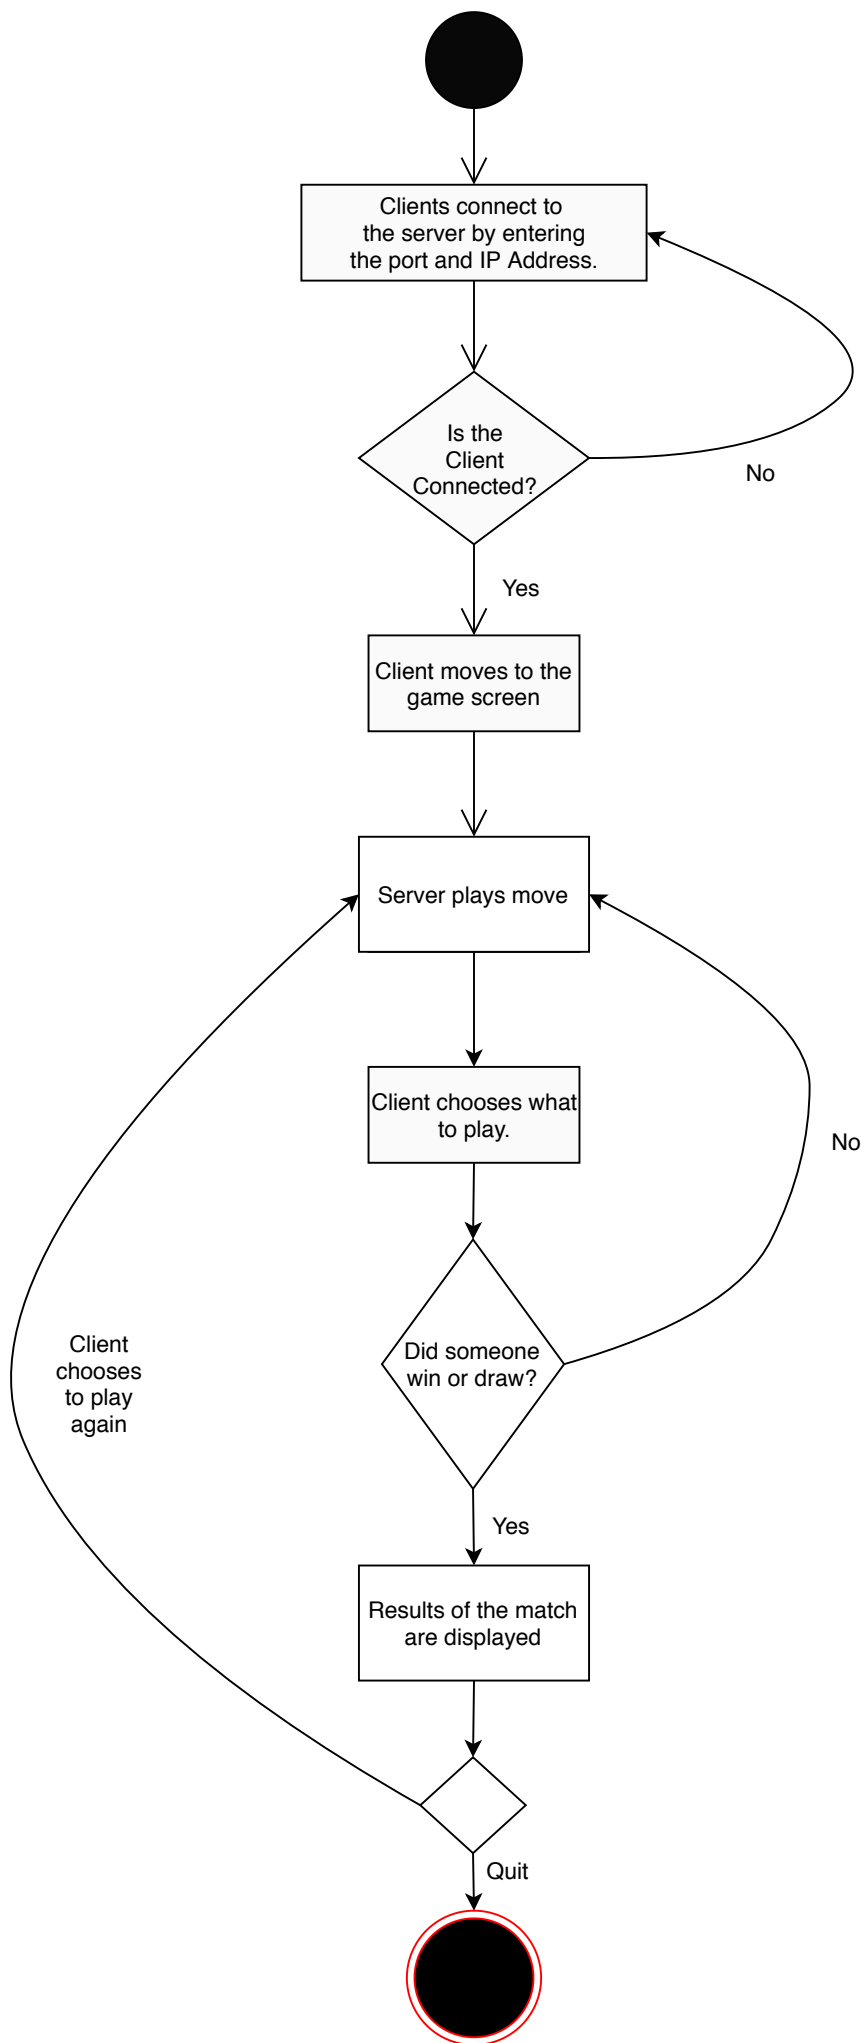 Clients connect to
the server by entering
the port and IP Address.
Is the
Client
Connected?
No
Yes
Client moves to the
game screen
Server plays move
Client chooses what
to play.
No
Did someone
win or draw?
Client
chooses
to play
again
Yes
Results of the match
are displayed
Quit